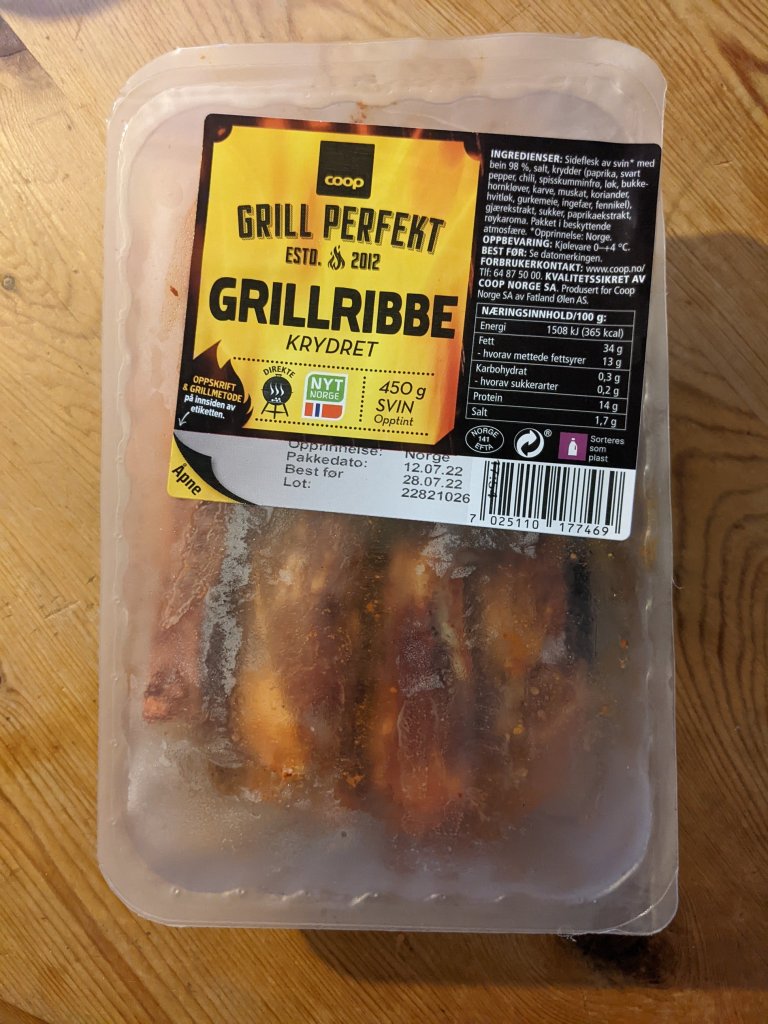 coop
GRILL PERFEKT
ESTD. 2012
GRILLRIBBE
KRYDRET
DIREKTE
NYT
NORGE
450 g
SVIN
Opptint
OPPSKRIFT
& GRILLMETODE
på innsiden av
etiketten.
Åpne
INGREDIENSER: Sideflesk av svin* med
bein 98 %, salt, krydder (paprika, svart
pepper, chili, spisskumminfrø, løk, bukke-
hornkløver, karve, muskat, koriander,
hvitløk, gurkemeie, ingefær, fennikel),
gjærekstrakt, sukker, paprikaekstrakt,
røykaroma. Pakket i beskyttende
atmosfære. *Opprinnelse: Norge.
OPPBEVARING: Kjølevare 0–+4 °C.
BEST FØR: Se datomerkingen.
FORBRUKERKONTAKT: www.coop.no/
Tlf: 64 87 50 00. KVALITETSSIKRET AV
COOP NORGE SA. Produsert for Coop
Norge SA av Fatland Ølen AS.
NÆRINGSINNHOLD/100 g:
Energi 1508 kJ (365 kcal)
Fett 34 g
- hvorav mettede fettsyrer 13 g
Karbohydrat 0,3 g
- hvorav sukkerarter 0,2 g
Protein 14 g
Salt 1,7 g
NORGE
141
EFTA
®
Sorteres
som
plast
Opprinnelse: Norge
Pakkedato: 12.07.22
Best før 28.07.22
Lot: 22821026
7 025110 177469